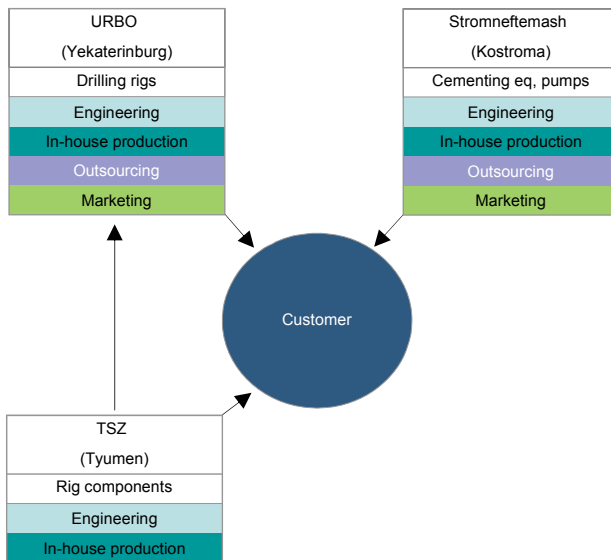 URBO
(Yekaterinburg)
Drilling rigs
Engineering
In-house production
Outsourcing
Marketing
Stromneftemash
(Kostroma)
Cementing eq, pumps
Engineering
In-house production
Outsourcing
Marketing
Customer
TSZ
(Tyumen)
Rig components
Engineering
In-house production